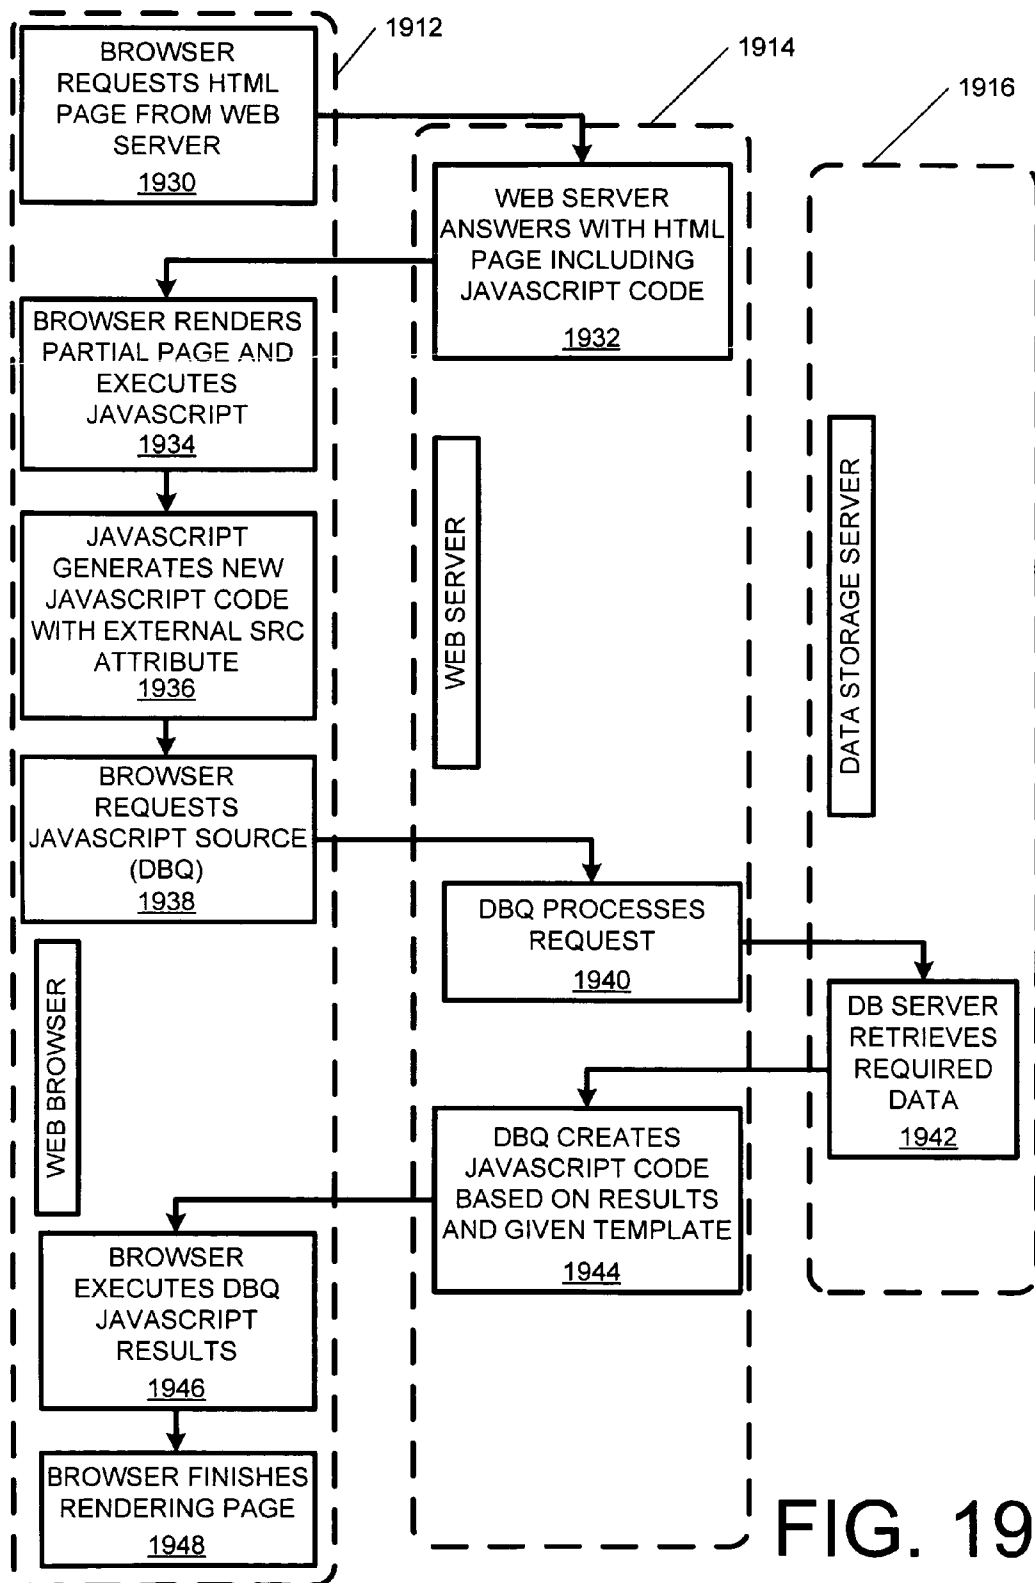 1912
1914
1916
BROWSER
REQUESTS HTML
PAGE FROM WEB
SERVER
1930
WEB SERVER
ANSWERS WITH HTML
PAGE INCLUDING
JAVASCRIPT CODE
1932
BROWSER RENDERS
PARTIAL PAGE AND
EXECUTES
JAVASCRIPT
1934
JAVASCRIPT
GENERATES NEW
JAVASCRIPT CODE
WITH EXTERNAL SRC
ATTRIBUTE
1936
WEB SERVER
DATA STORAGE SERVER
BROWSER
REQUESTS
JAVASCRIPT SOURCE
(DBQ)
1938
DBQ PROCESSES
REQUEST
1940
DB SERVER
RETRIEVES
REQUIRED
DATA
1942
WEB BROWSER
DBQ CREATES
JAVASCRIPT CODE
BASED ON RESULTS
AND GIVEN TEMPLATE
1944
BROWSER
EXECUTES DBQ
JAVASCRIPT
RESULTS
1946
BROWSER FINISHES
RENDERING PAGE
1948
FIG. 19